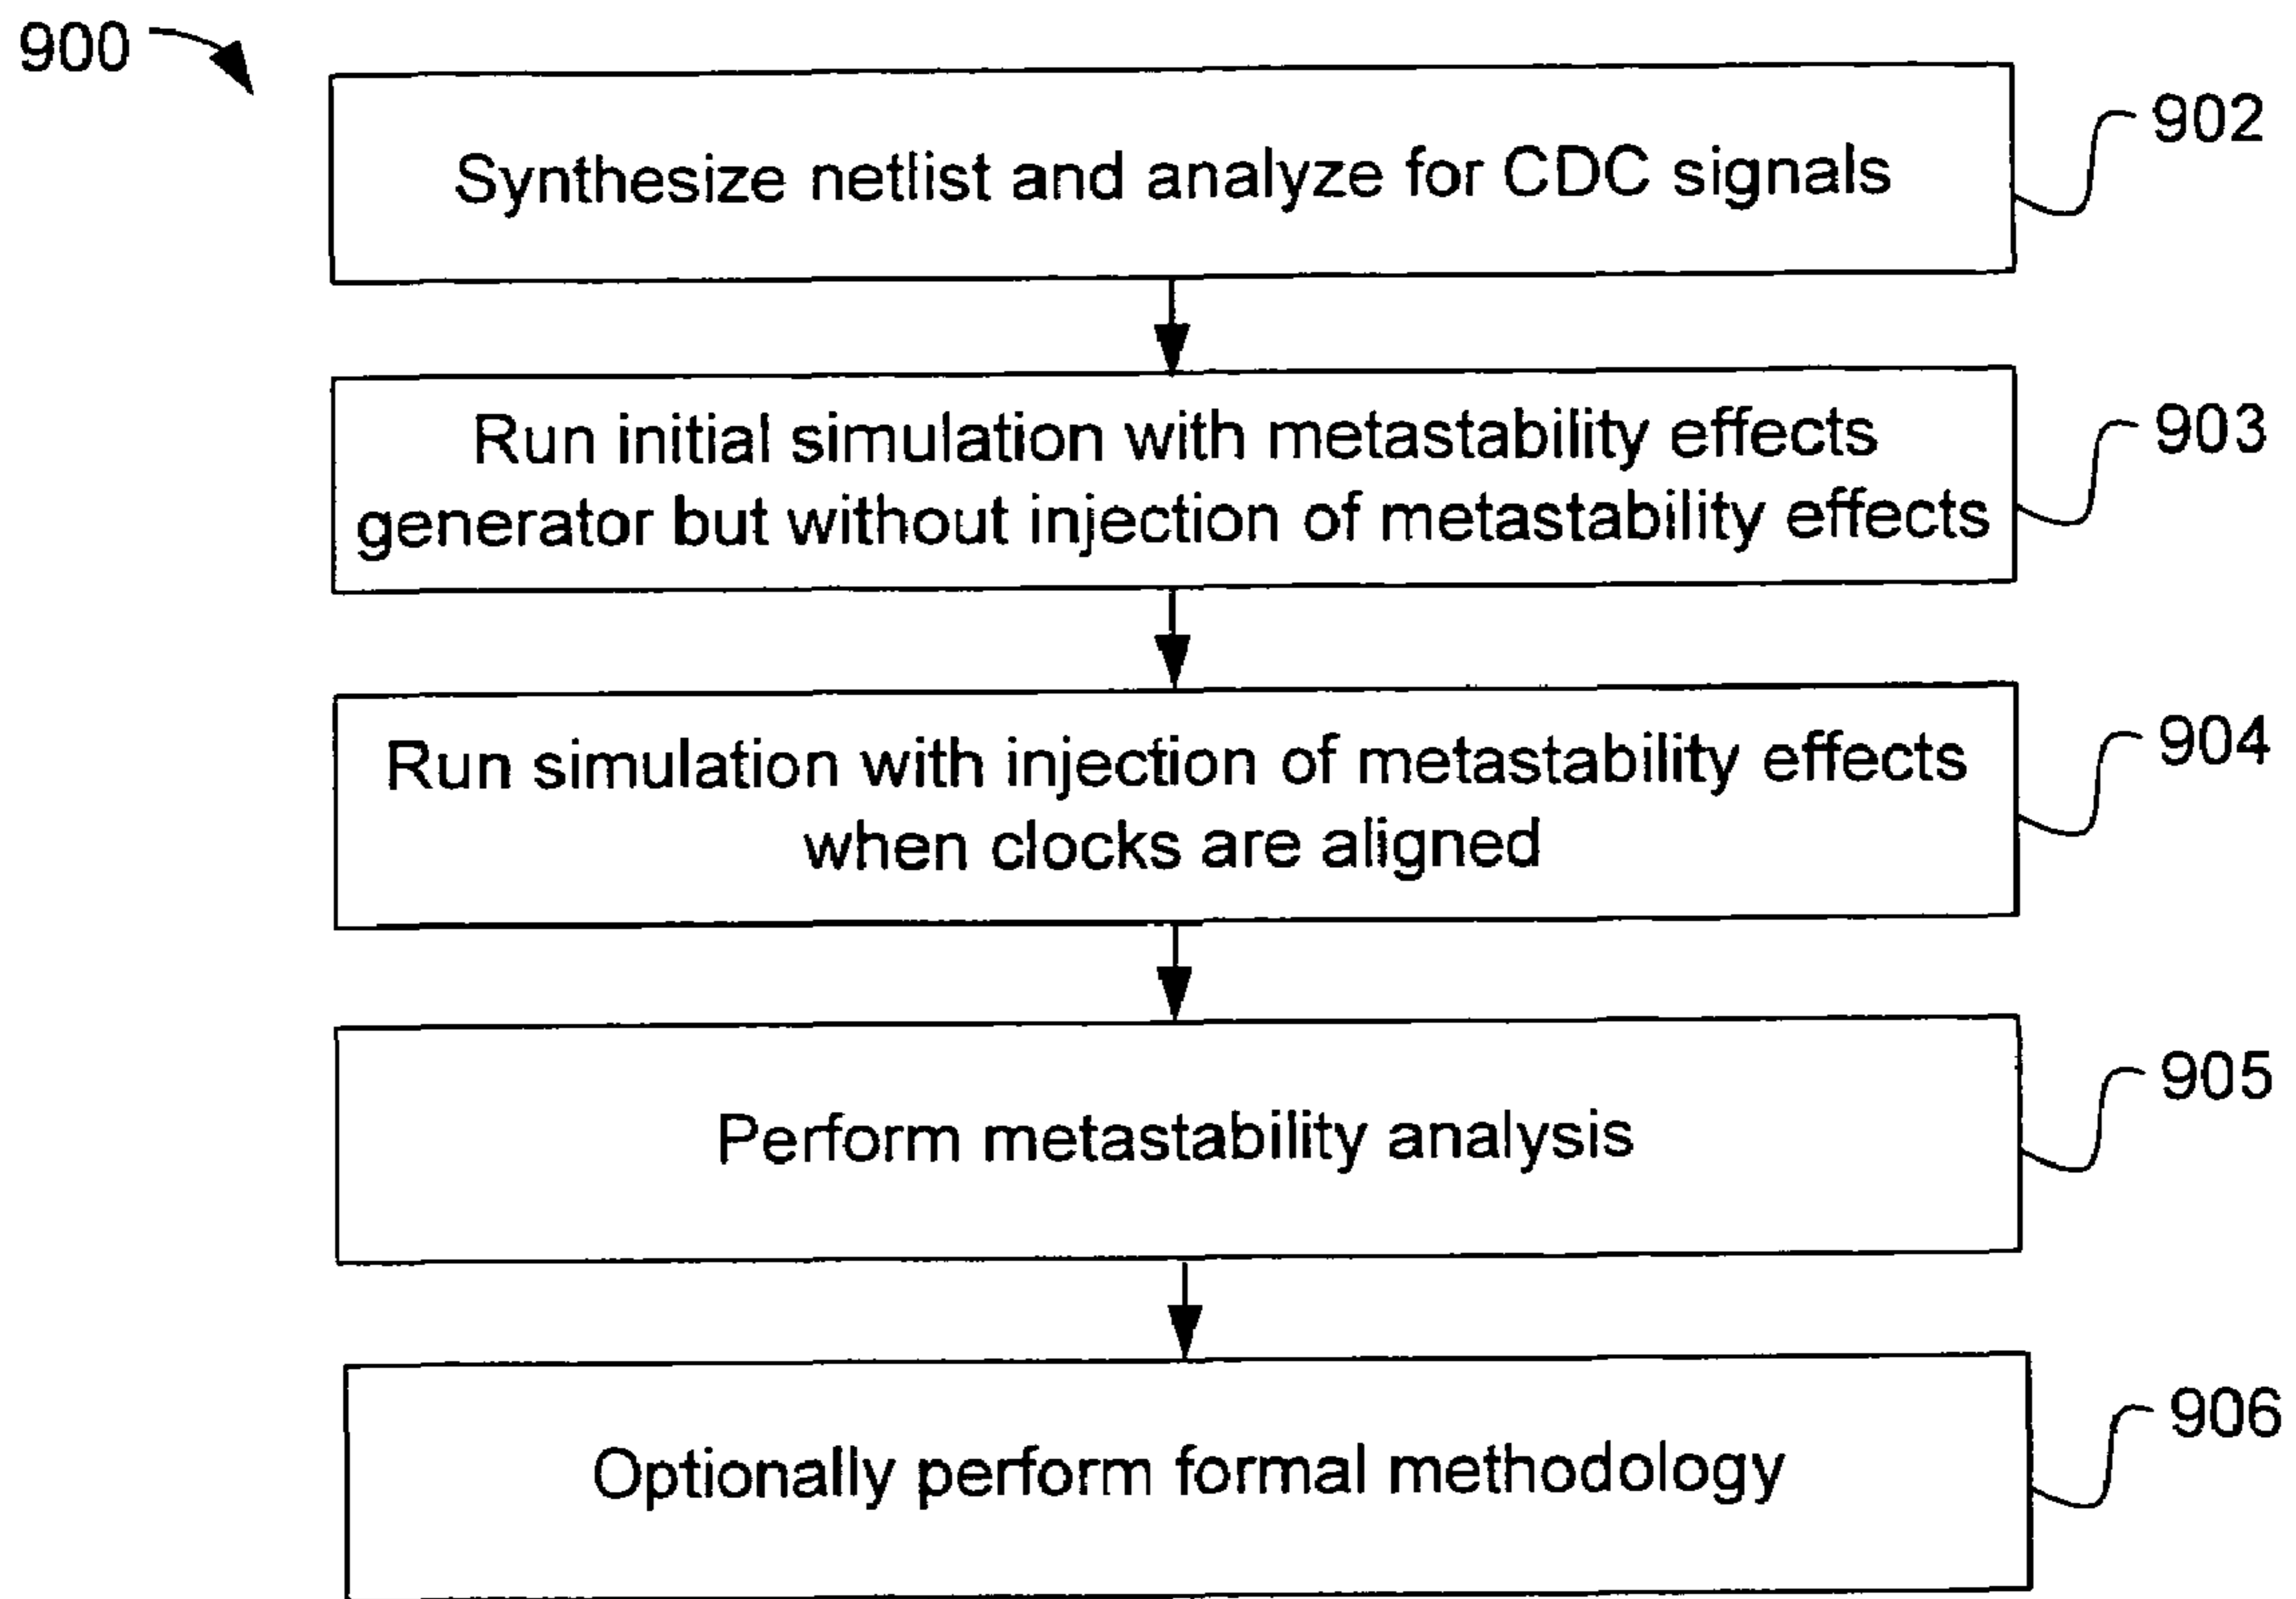 900
Synthesize netlist and analyze for CDC signals
902
Run initial simulation with metastability effects
generator but without injection of metastability effects
903
Run simulation with injection of metastability effects
when clocks are aligned
904
Perform metastability analysis
905
Optionally perform formal methodology
906